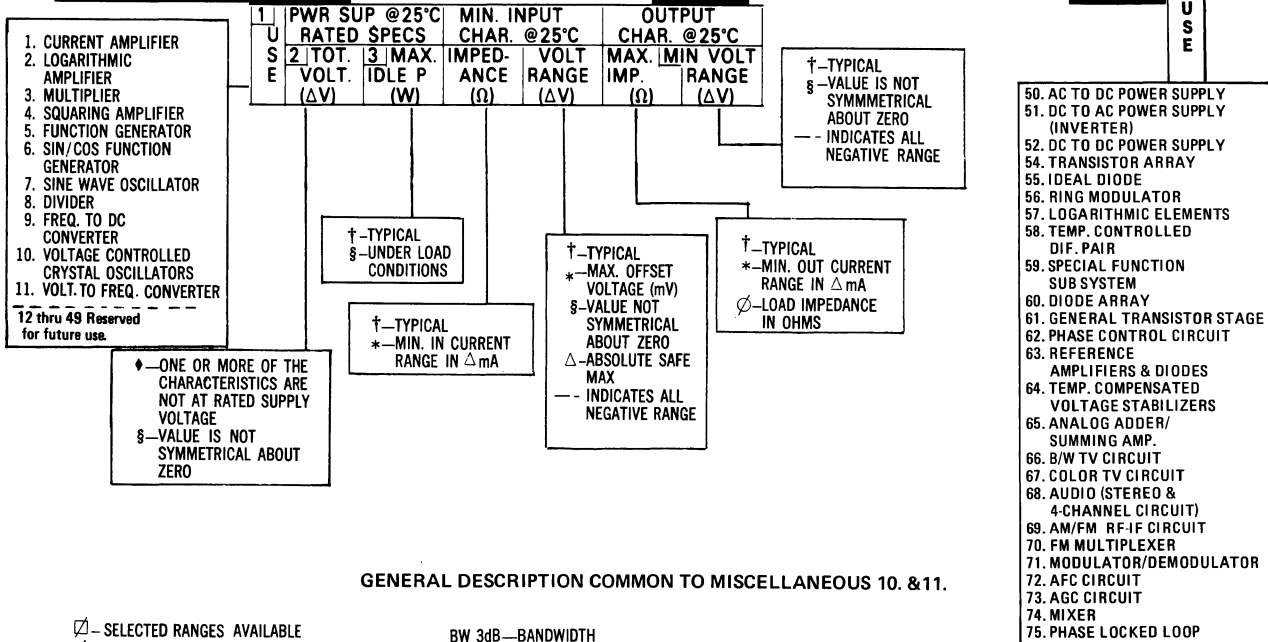 1 PWR SUP @25°C MIN. INPUT OUTPUT
U RATED SPECS CHAR. @25°C CHAR. @25°C
S 2 TOT. 3 MAX. IMPED- VOLT MAX. MIN VOLT
E VOLT. IDLE P ANCE RANGE IMP. RANGE
(ΔV) (W) (Ω) (ΔV) (Ω) (ΔV)
1. CURRENT AMPLIFIER
2. LOGARITHMIC
AMPLIFIER
3. MULTIPLIER
4. SQUARING AMPLIFIER
5. FUNCTION GENERATOR
6. SIN/COS FUNCTION
GENERATOR
7. SINE WAVE OSCILLATOR
8. DIVIDER
9. FREQ. TO DC
CONVERTER
10. VOLTAGE CONTROLLED
CRYSTAL OSCILLATORS
11. VOLT. TO FREQ. CONVERTER
12 thru 49 Reserved
for future use.
♦—ONE OR MORE OF THE
CHARACTERISTICS ARE
NOT AT RATED SUPPLY
VOLTAGE
§—VALUE IS NOT
SYMMETRICAL ABOUT
ZERO
†-TYPICAL
§-UNDER LOAD
CONDITIONS
†-TYPICAL
*-MIN. IN CURRENT
RANGE IN ΔmA
†-TYPICAL
*-MAX. OFFSET
VOLTAGE (mV)
§-VALUE NOT
SYMMETRICAL
ABOUT ZERO
Δ-ABSOLUTE SAFE
MAX
-- INDICATES ALL
NEGATIVE RANGE
†-TYPICAL
*-MIN. OUT CURRENT
RANGE IN ΔmA
∅-LOAD IMPEDANCE
IN OHMS
†-TYPICAL
§-VALUE IS NOT
SYMMMETRICAL
ABOUT ZERO
-- INDICATES ALL
NEGATIVE RANGE
U
S
E
50. AC TO DC POWER SUPPLY
51. DC TO AC POWER SUPPLY
(INVERTER)
52. DC TO DC POWER SUPPLY
54. TRANSISTOR ARRAY
55. IDEAL DIODE
56. RING MODULATOR
57. LOGARITHMIC ELEMENTS
58. TEMP. CONTROLLED
DIF. PAIR
59. SPECIAL FUNCTION
SUB SYSTEM
60. DIODE ARRAY
61. GENERAL TRANSISTOR STAGE
62. PHASE CONTROL CIRCUIT
63. REFERENCE
AMPLIFIERS & DIODES
64. TEMP. COMPENSATED
VOLTAGE STABILIZERS
65. ANALOG ADDER/
SUMMING AMP.
66. B/W TV CIRCUIT
67. COLOR TV CIRCUIT
68. AUDIO (STEREO &
4-CHANNEL CIRCUIT)
69. AM/FM RF-IF CIRCUIT
70. FM MULTIPLEXER
71. MODULATOR/DEMODULATOR
72. AFC CIRCUIT
73. AGC CIRCUIT
74. MIXER
75. PHASE LOCKED LOOP
GENERAL DESCRIPTION COMMON TO MISCELLANEOUS 10. &11.
⍁- SELECTED RANGES AVAILABLE
BW 3dB—BANDWIDTH